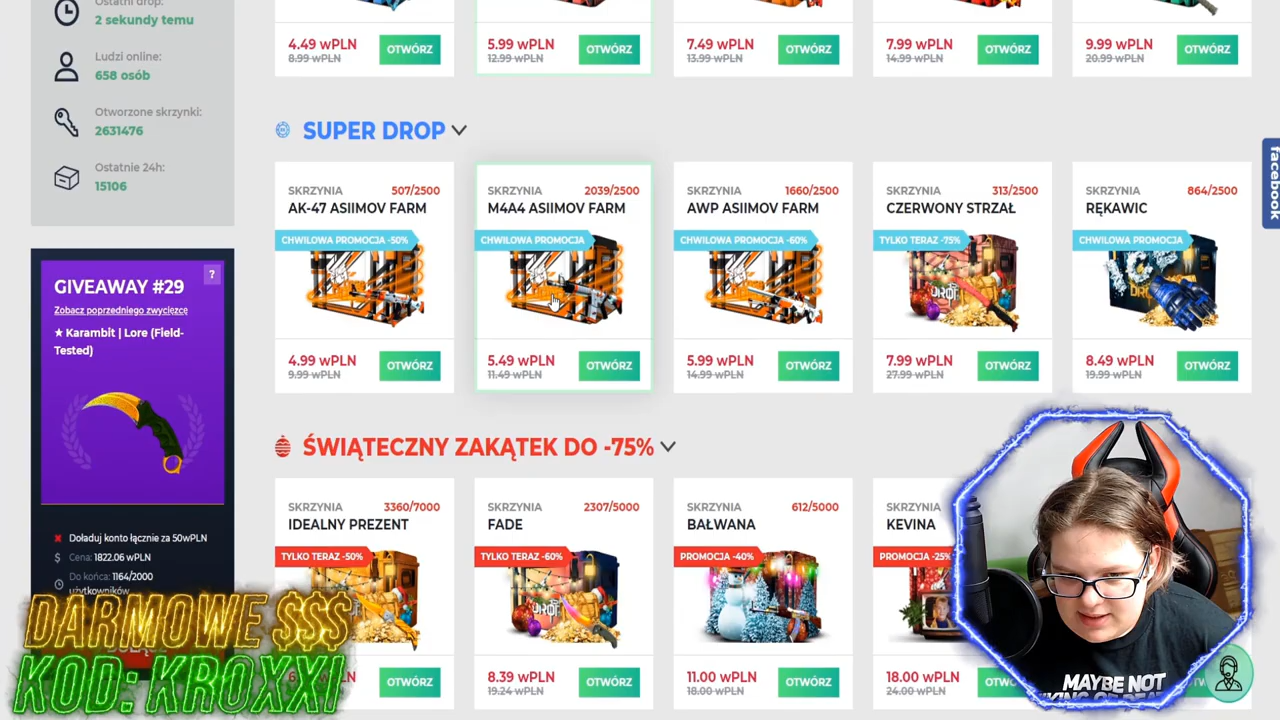 Ostatni drop:
2 sekundy temu
Ludzi online:
658 osób
Otworzone skrzynki:
2631476
Ostatnie 24h:
15106
4.49 wPLN
8.99 wPLN
OTWÓRZ
5.99 wPLN
12.99 wPLN
OTWÓRZ
7.49 wPLN
13.99 wPLN
OTWÓRZ
7.99 wPLN
14.99 wPLN
OTWÓRZ
9.99 wPLN
20.99 wPLN
OTWÓRZ
SUPER DROP
SKRZYNIA 507/2500
AK-47 ASIIMOV FARM
CHWILOWA PROMOCJA -50%
4.99 wPLN
9.99 wPLN
OTWÓRZ
SKRZYNIA 2039/2500
M4A4 ASIIMOV FARM
CHWILOWA PROMOCJA
5.49 wPLN
11.49 wPLN
OTWÓRZ
SKRZYNIA 1660/2500
AWP ASIIMOV FARM
CHWILOWA PROMOCJA -60%
5.99 wPLN
14.99 wPLN
OTWÓRZ
SKRZYNIA 313/2500
CZERWONY STRZAŁ
TYLKO TERAZ -75%
7.99 wPLN
27.99 wPLN
OTWÓRZ
SKRZYNIA 864/2500
RĘKAWIC
CHWILOWA PROMOCJA
8.49 wPLN
19.99 wPLN
OTWÓRZ
facebook
GIVEAWAY #29
?
Zobacz poprzedniego zwycięzcę
★ Karambit | Lore (Field-
Tested)
Doładuj konto łącznie za 50wPLN
$ Cena: 1822.06 wPLN
Do końca: 1164/2000
użytkowników
ŚWIĄTECZNY ZAKĄTEK DO -75%
SKRZYNIA 3360/7000
IDEALNY PREZENT
TYLKO TERAZ -50%
OTWÓRZ
SKRZYNIA 2307/5000
FADE
TYLKO TERAZ -60%
8.39 wPLN
19.24 wPLN
OTWÓRZ
SKRZYNIA 612/5000
BAŁWANA
PROMOCJA -40%
11.00 wPLN
18.00 wPLN
OTWÓRZ
SKRZYNIA
KEVINA
PROMOCJA -25%
18.00 wPLN
24.00 wPLN
DARMOWE $$$
KOD: KROXXI
MAYBE NOT